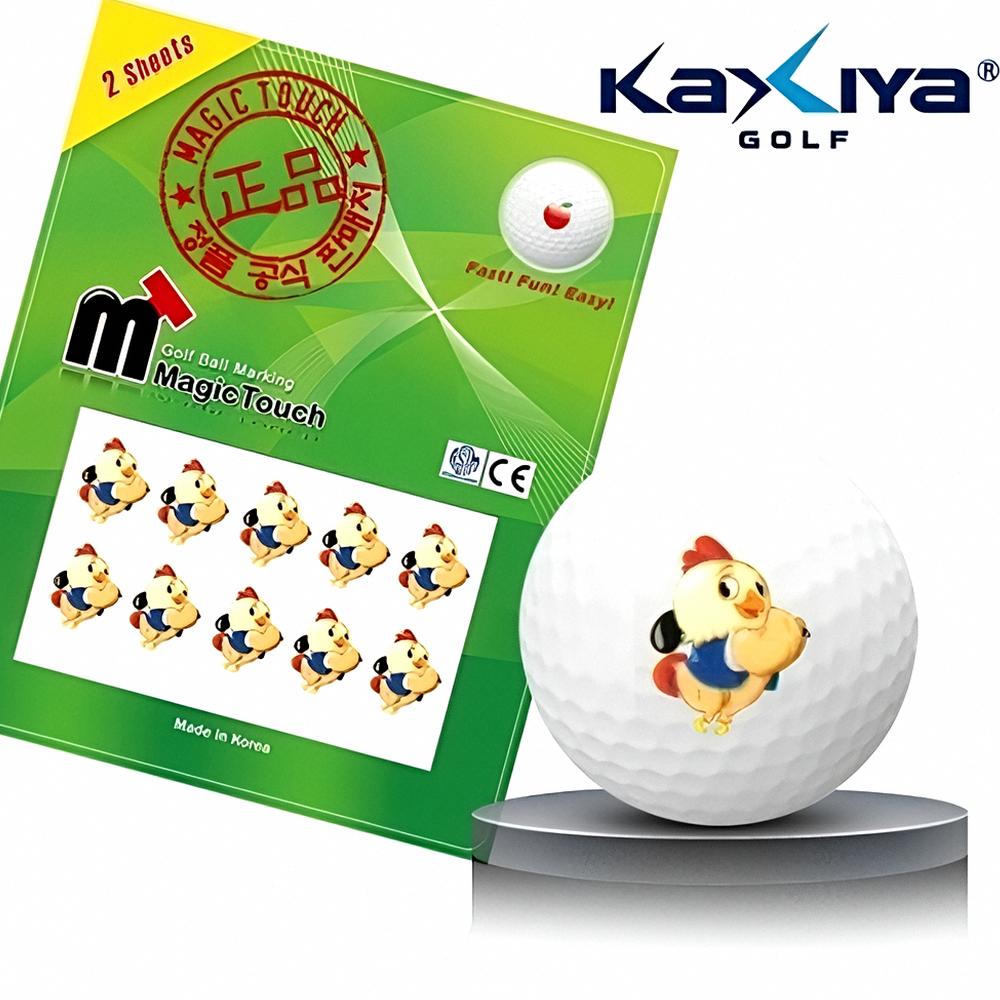 2 Sheets
MAGIC TOUCH
正品
정품 공식 판매처
KaXIYa®
GOLF
Fast! Fun! Easy!
mT
Golf Ball Marking
MagicTouch
CE
Made in Korea